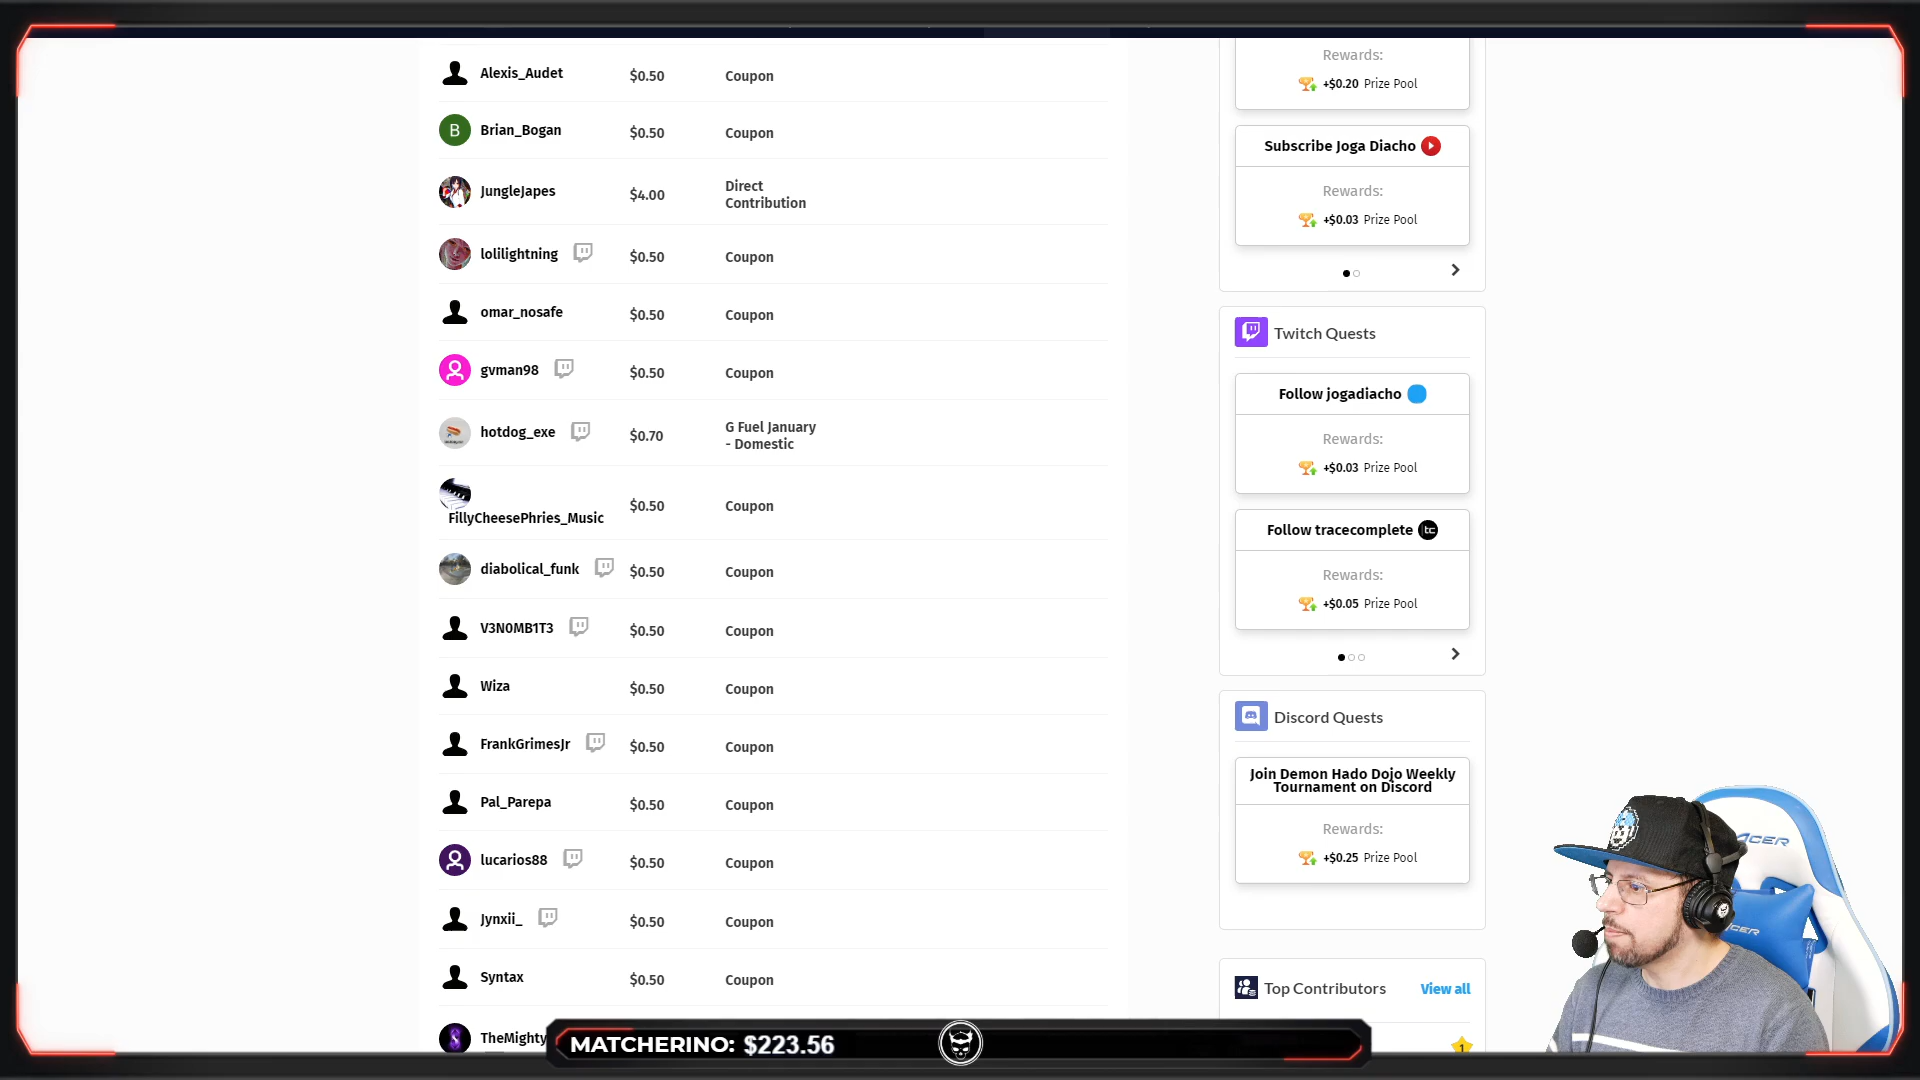 Alexis_Audet $0.50 Coupon
B Brian_Bogan $0.50 Coupon
JungleJapes $4.00 Direct
Contribution
lolilightning $0.50 Coupon
omar_nosafe $0.50 Coupon
gvman98 $0.50 Coupon
hotdog_exe $0.70 G Fuel January
- Domestic
FillyCheesePhries_Music $0.50 Coupon
diabolical_funk $0.50 Coupon
V3N0MB1T3 $0.50 Coupon
Wiza $0.50 Coupon
FrankGrimesJr $0.50 Coupon
Pal_Parepa $0.50 Coupon
lucarios88 $0.50 Coupon
Jynxii_ $0.50 Coupon
Syntax $0.50 Coupon
TheMighty
Rewards:
+$0.20 Prize Pool
Subscribe Joga Diacho
Rewards:
+$0.03 Prize Pool
Twitch Quests
Follow jogadiacho
Rewards:
+$0.03 Prize Pool
Follow tracecomplete tc
Rewards:
+$0.05 Prize Pool
Discord Quests
Join Demon Hado Dojo Weekly
Tournament on Discord
Rewards:
+$0.25 Prize Pool
Top Contributors View all
1
MATCHERINO: $223.56